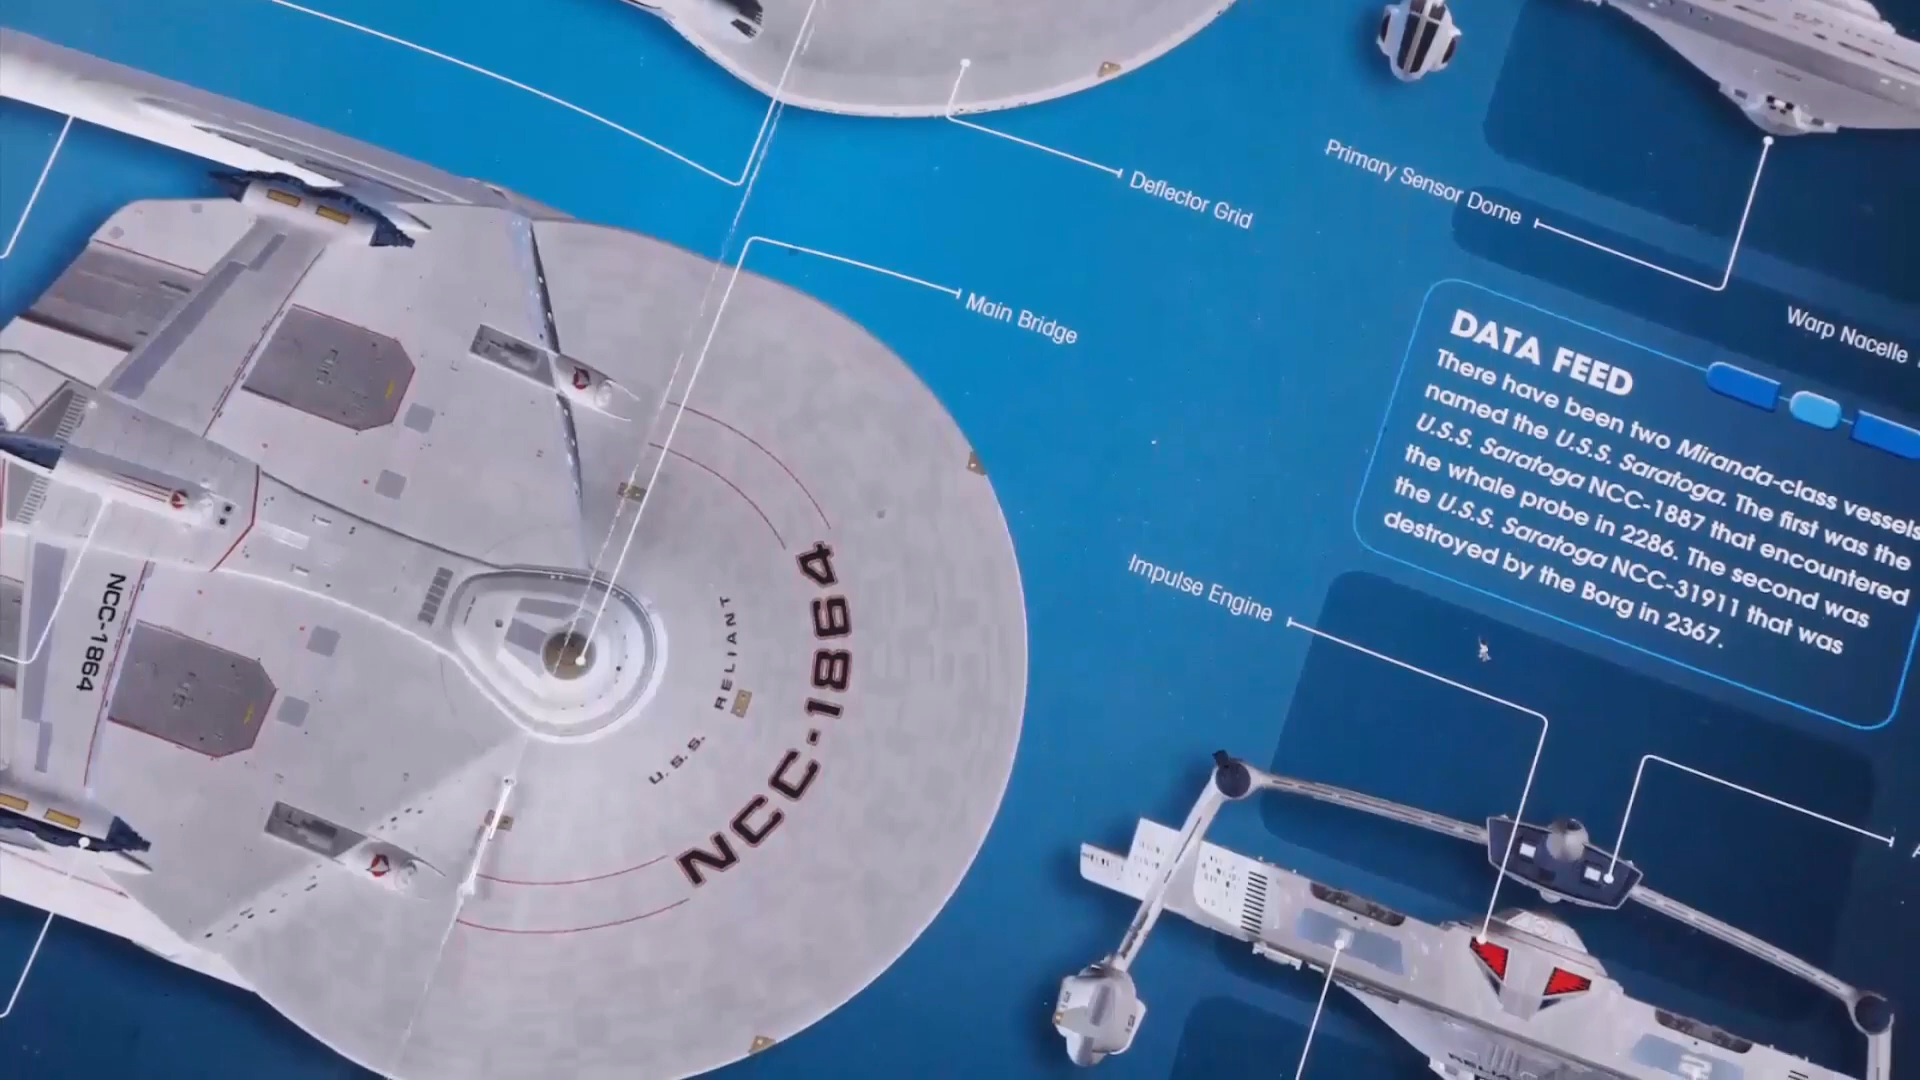 Deflector Grid
Primary Sensor Dome
Main Bridge
Warp Nacelle
DATA FEED
There have been two Miranda-class vessels
named the U.S.S. Saratoga. The first was the
U.S.S. Saratoga NCC-1887 that encountered
the whale probe in 2286. The second was
the U.S.S. Saratoga NCC-31911 that was
destroyed by the Borg in 2367.
Impulse Engine
NCC-1864
U.S.S. RELIANT
NCC-1864